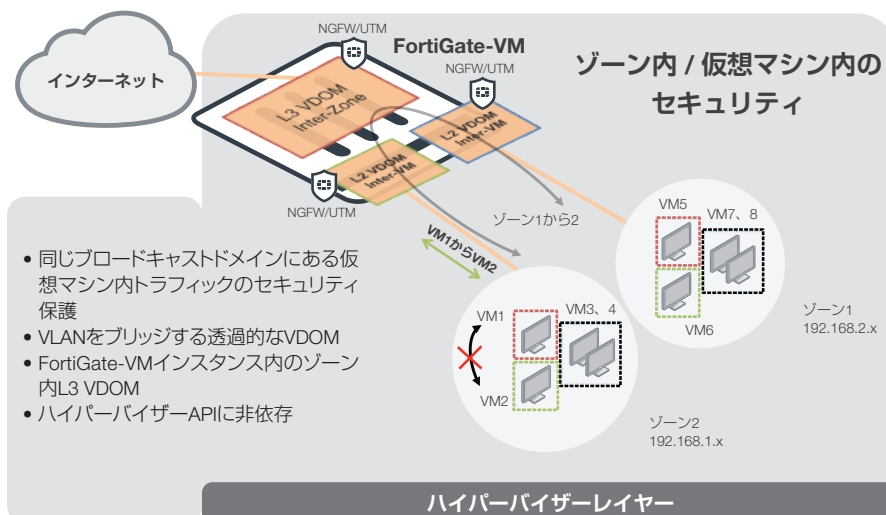 NGFW/UTM
FortiGate-VM
NGFW/UTM
インターネット
ゾーン内 / 仮想マシン内の
セキュリティ
L3 VDOM
Inter-Zone
L2 VDOM
Inter-VM
L2 VDOM
Inter-VM
NGFW/UTM
ゾーン1から2
VM1からVM2
VM5
VM7、8
VM6
ゾーン1
192.168.2.x
• 同じブロードキャストドメインにある仮
想マシン内トラフィックのセキュリティ
保護
• VLANをブリッジする透過的なVDOM
• FortiGate-VMインスタンス内のゾーン
内L3 VDOM
• ハイパーバイザーAPIに非依存
VM1
VM3、4
VM2
ゾーン2
192.168.1.x
ハイパーバイザーレイヤー